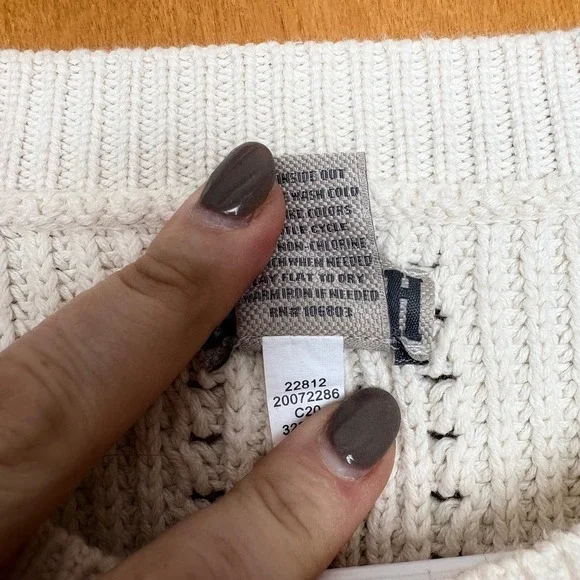 INSIDE OUT
WASH COLD
COLORS
CYCLE
NON-CHLORINE
WHEN NEEDED
FLAT TO DRY
WARM IRON IF NEEDED
RN# 106803
H
22812
20072286
C20